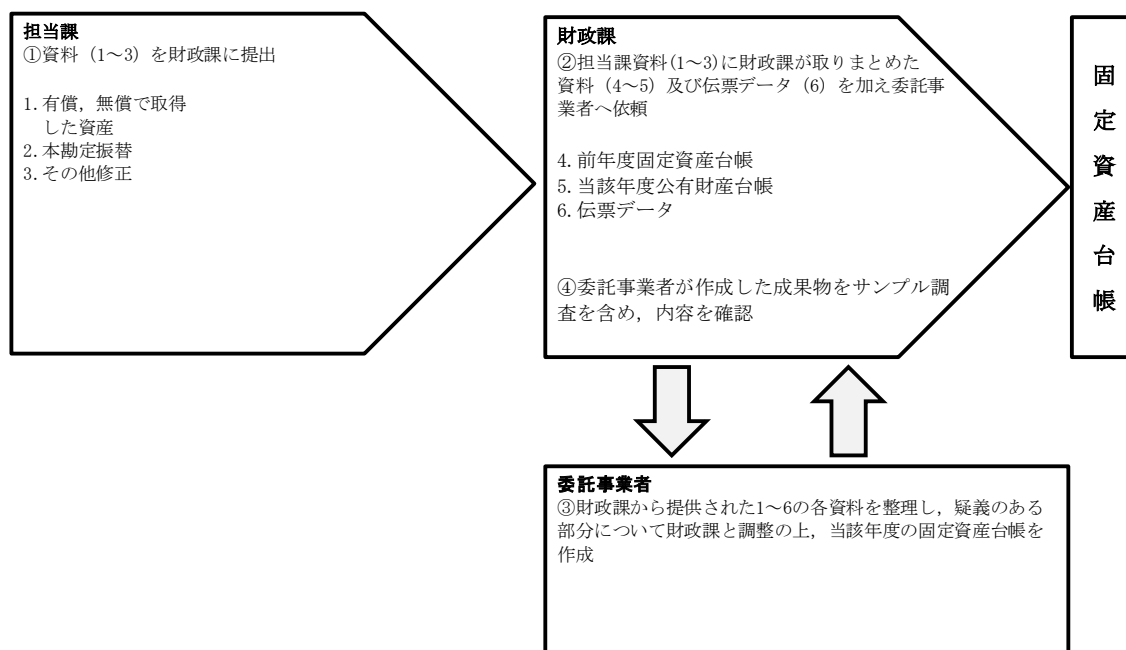 担当課
①資料（1～3）を財政課に提出
1.有償，無償で取得
した資産
2.本勘定振替
3.その他修正
財政課
②担当課資料(1～3)に財政課が取りまとめた
資料（4～5）及び伝票データ（6）を加え委託事
業者へ依頼
4.前年度固定資産台帳
5.当該年度公有財産台帳
6.伝票データ
④委託事業者が作成した成果物をサンプル調
査を含め，内容を確認
固定資産台帳
委託事業者
③財政課から提供された1～6の各資料を整理し，疑義のある
部分について財政課と調整の上，当該年度の固定資産台帳を
作成